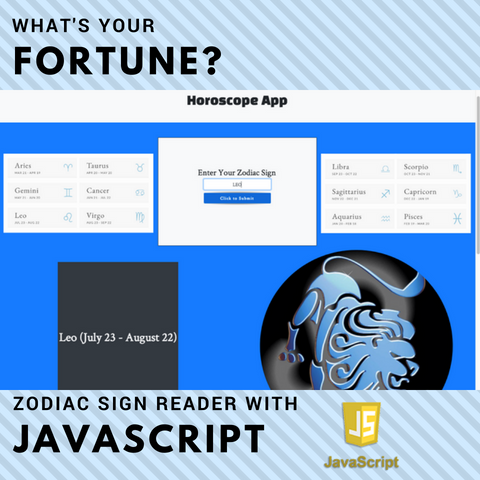 WHAT'S YOUR
FORTUNE?
Horoscope App
Aries
Taurus
Gemini
Cancer
Leo
Virgo
Enter Your Zodiac Sign
LEO
Click to Submit
Libra
Scorpio
Sagittarius
Capricorn
Aquarius
Pisces
Leo (July 23 - August 22)
ZODIAC SIGN READER WITH
JAVASCRIPT
JS
JavaScript